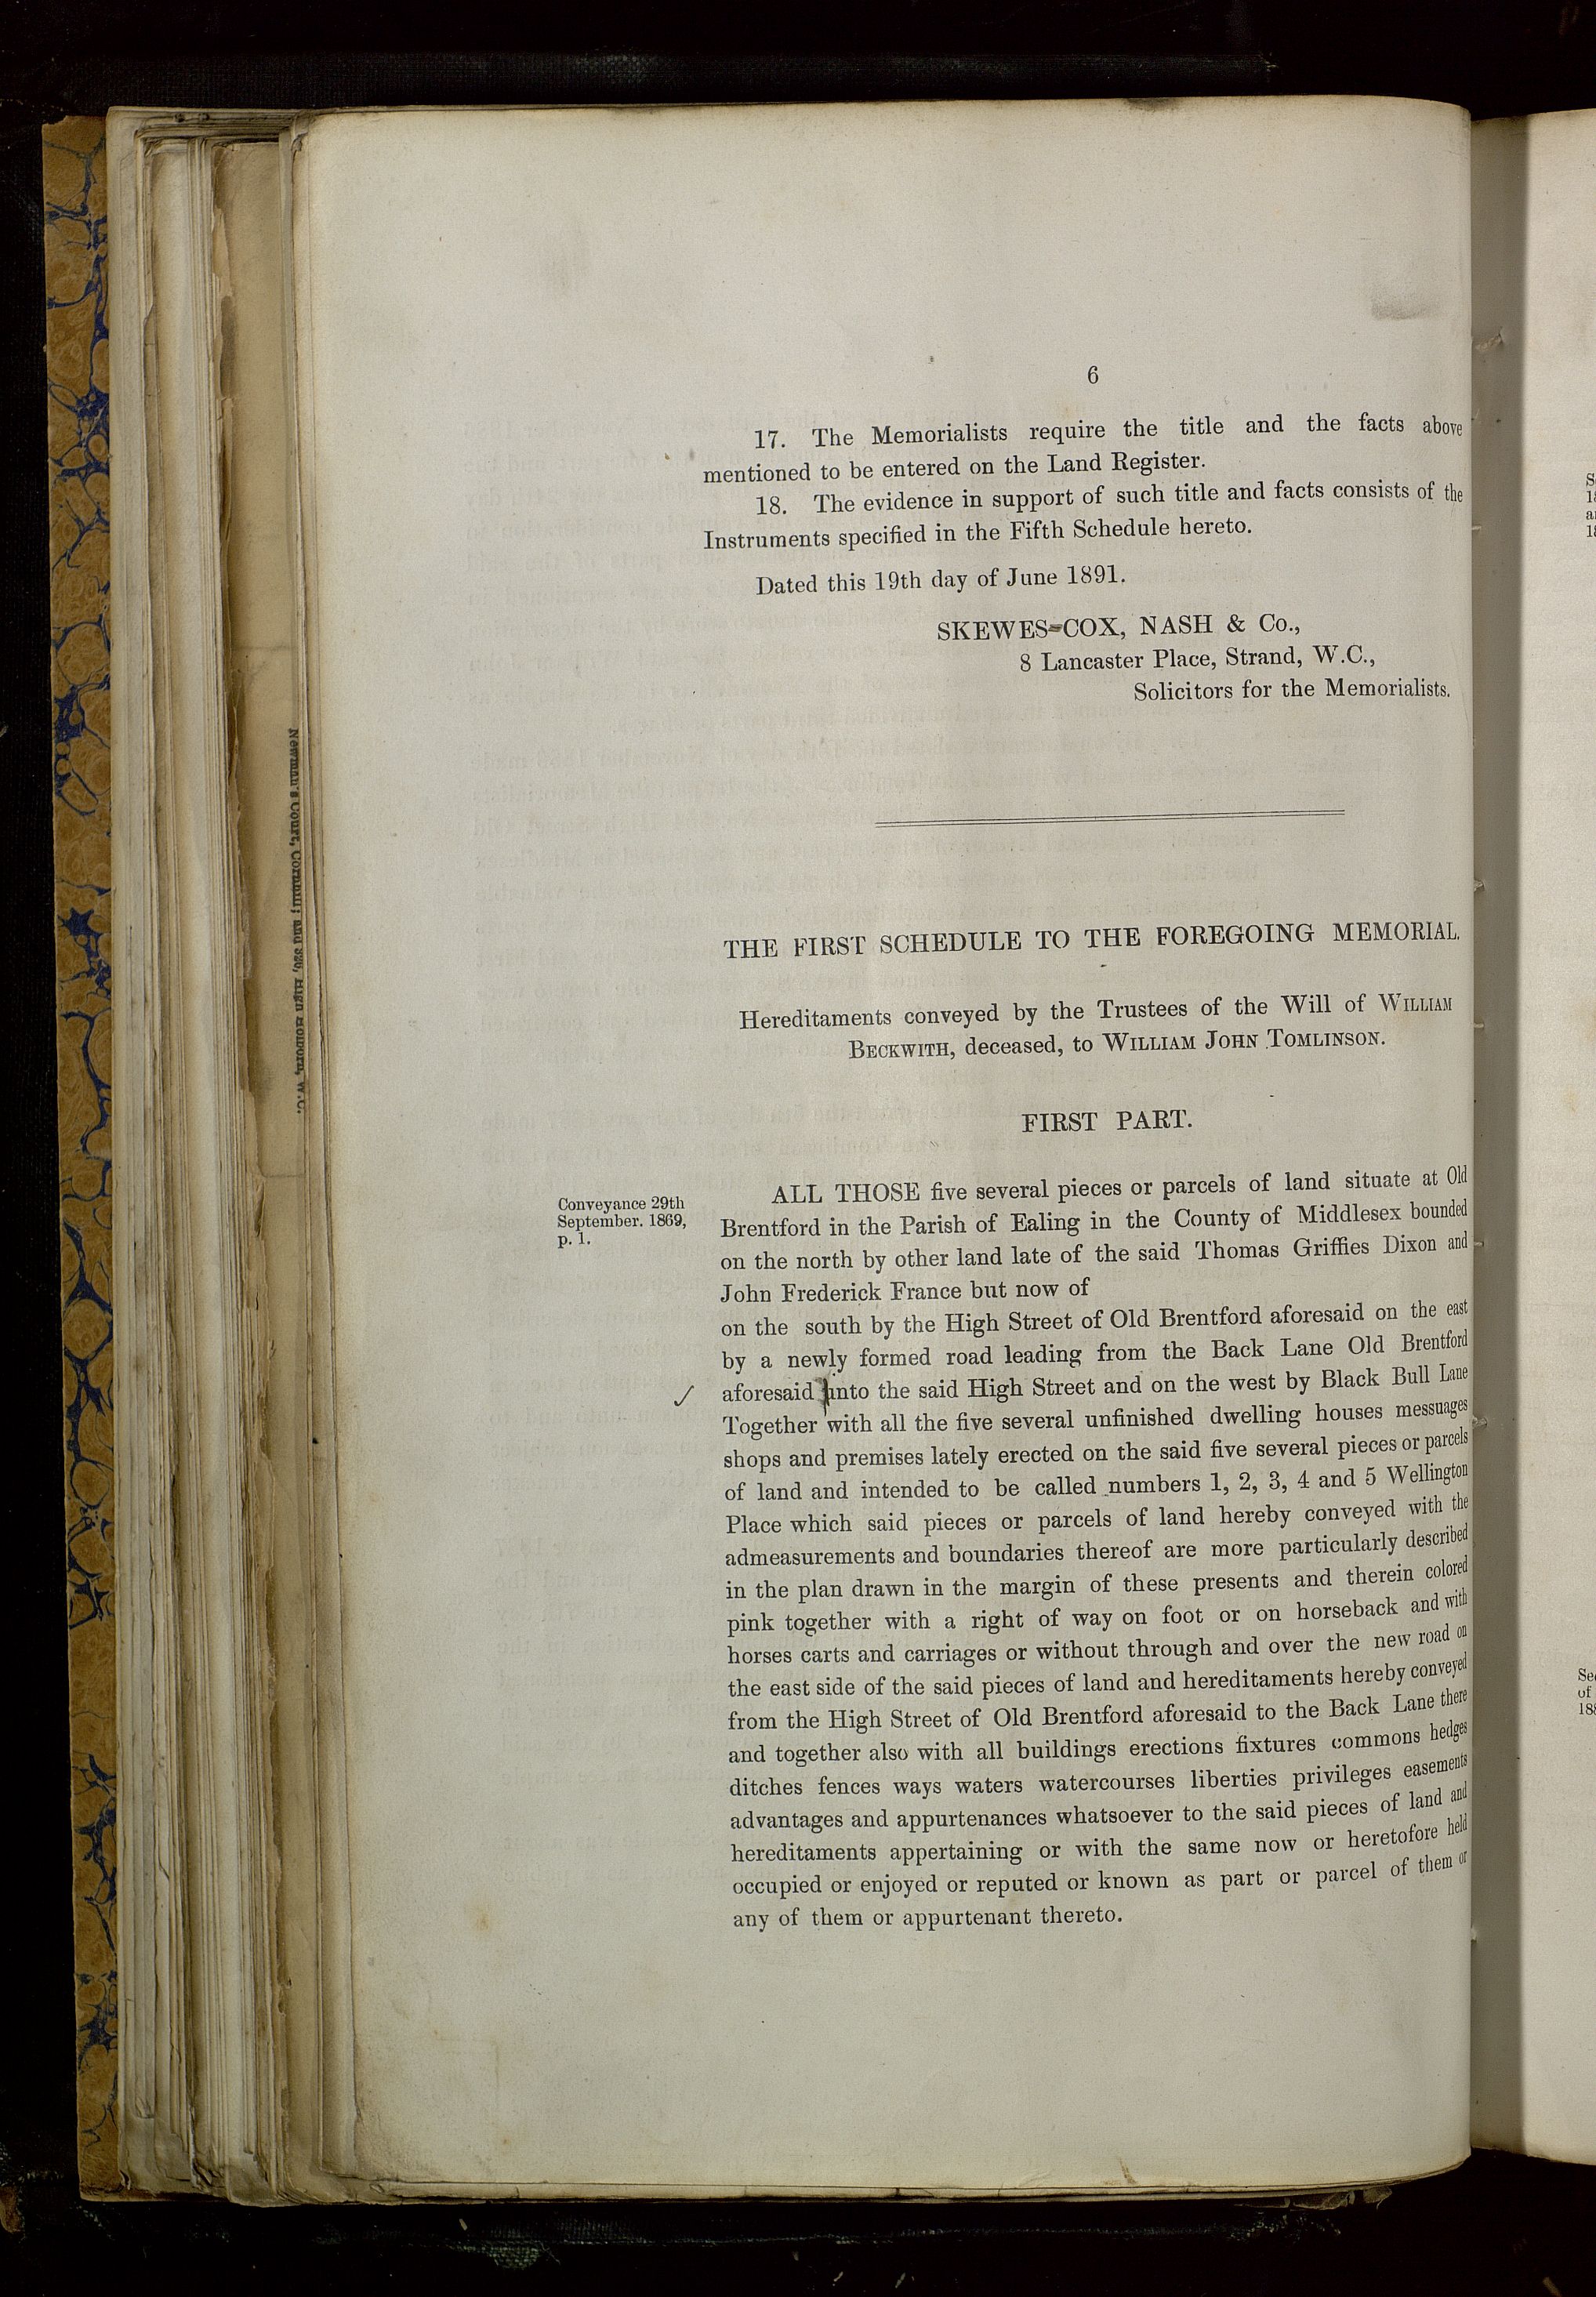 6
17. The Memorialists require the title and the facts above
mentioned to be entered on the Land Register.
18. The evidence in support of such title and facts consists of the
Instruments specified in the Fifth Schedule hereto.
Dated this 19th day of June 1891.
SKEWES-COX, NASH & Co.,
8 Lancaster Place, Strand, W.C.,
Solicitors for the Memorialists.
THE FIRST SCHEDULE TO THE FOREGOING MEMORIAL.
Hereditaments conveyed by the Trustees of the Will of WILLIAM
BECKWITH, deceased, to WILLIAM JOHN TOMLINSON.
FIRST PART.
Conveyance 29th
September. 1869,
p. 1.
ALL THOSE five several pieces or parcels of land situate at Old
Brentford in the Parish of Ealing in the County of Middlesex bounded
on the north by other land late of the said Thomas Griffies Dixon and
John Frederick France but now of
on the south by the High Street of Old Brentford aforesaid on the east
by a newly formed road leading from the Back Lane Old Brentford
aforesaid into the said High Street and on the west by Black Bull Lane
Together with all the five several unfinished dwelling houses messuages
shops and premises lately erected on the said five several pieces or parcels
of land and intended to be called numbers 1, 2, 3, 4 and 5 Wellington
Place which said pieces or parcels of land hereby conveyed with the
admeasurements and boundaries thereof are more particularly described
in the plan drawn in the margin of these presents and therein colored
pink together with a right of way on foot or on horseback and with
horses carts and carriages or without through and over the new road on
the east side of the said pieces of land and hereditaments hereby conveyed
from the High Street of Old Brentford aforesaid to the Back Lane there
and together also with all buildings erections fixtures commons hedges
ditches fences ways waters watercourses liberties privileges easements
advantages and appurtenances whatsoever to the said pieces of land and
hereditaments appertaining or with the same now or heretofore held
occupied or enjoyed or reputed or known as part or parcel of them or
any of them or appurtenant thereto.
Newman's Court, Cornhill and High Holborn, W.C.